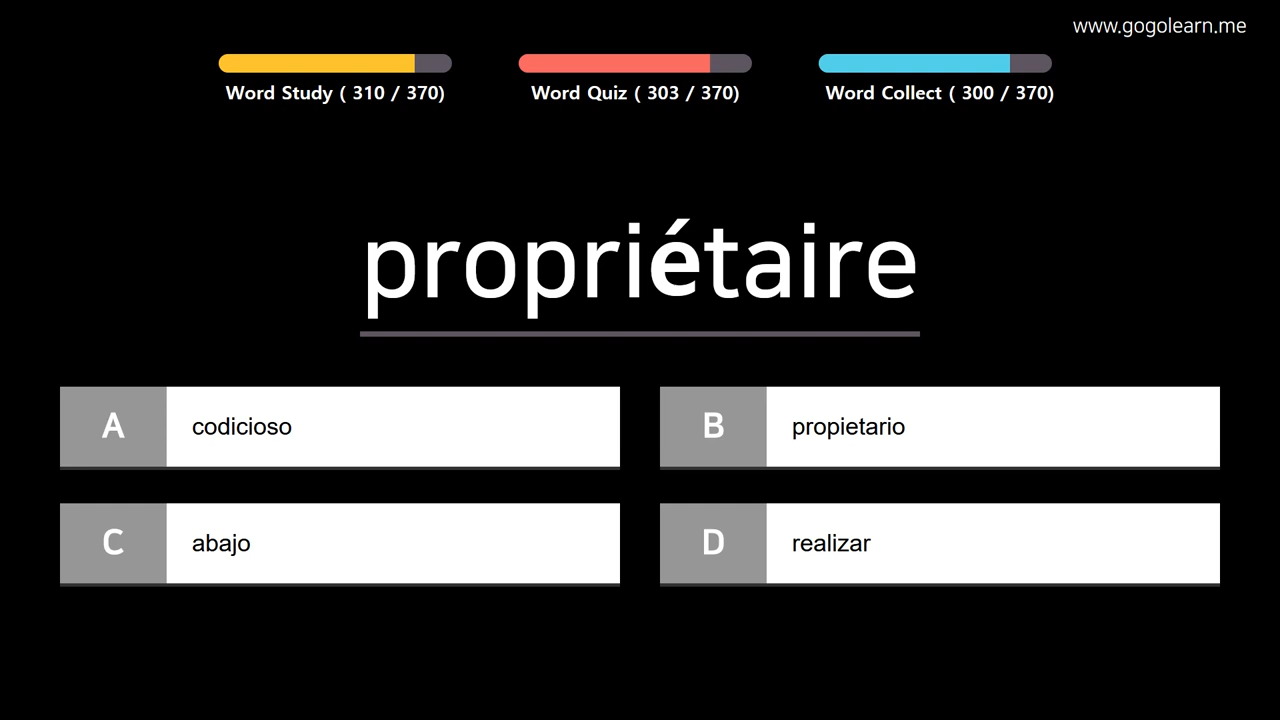 www.gogolearn.me
Word Study ( 310 / 370)
Word Quiz ( 303 / 370)
Word Collect ( 300 / 370)
propriétaire
A codicioso
B propietario
C abajo
D realizar